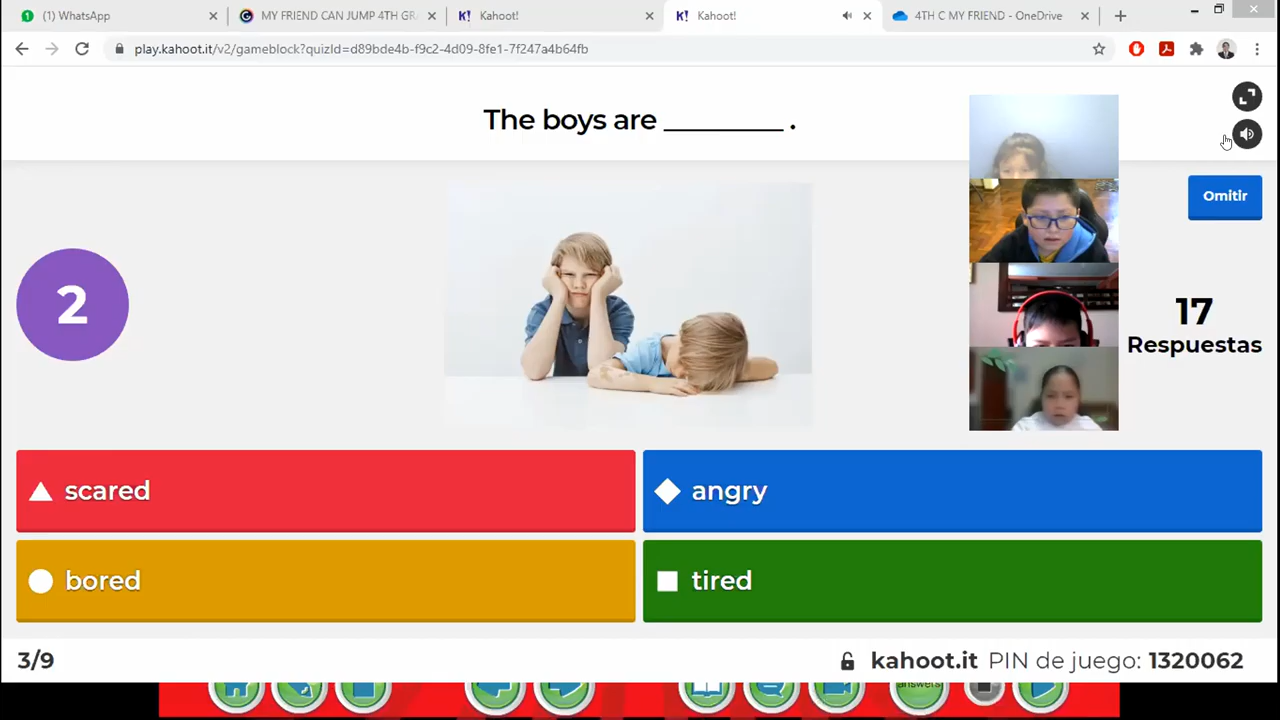 (1) WhatsApp
MY FRIEND CAN JUMP 4TH GR
K! Kahoot!
K! Kahoot!
4TH C MY FRIEND - OneDrive
play.kahoot.it/v2/gameblock?quizId=d89bde4b-f9c2-4d09-8fe1-7f247a4b64fb
The boys are ________ .
Omitir
2
17
Respuestas
scared
angry
bored
tired
3/9
kahoot.it PIN de juego: 1320062
answers